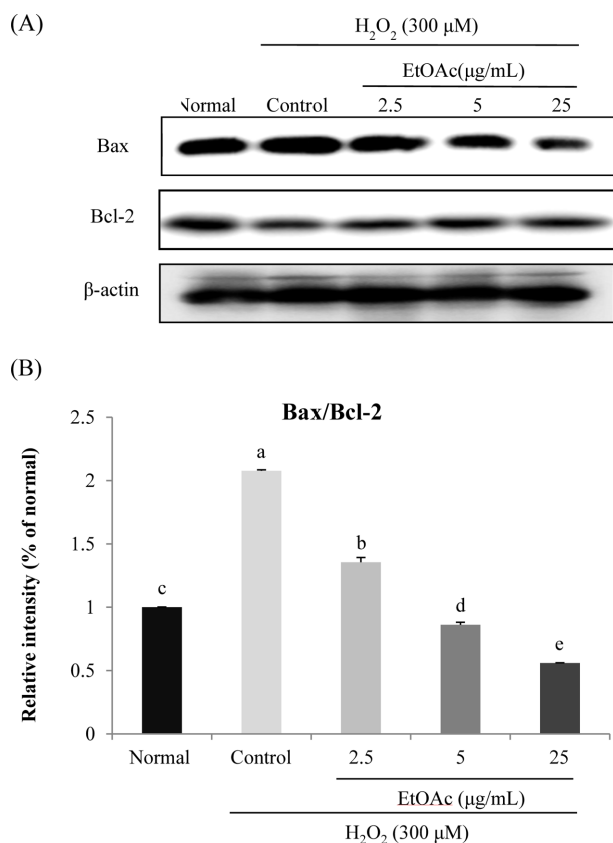 (A)
H₂O₂ (300 μM)
EtOAc(μg/mL)
Normal Control 2.5 5 25
Bax
Bcl-2
β-actin
(B)
Bax/Bcl-2
Relative intensity (% of normal)
2.5
2
1.5
1
0.5
0
c
a
b
d
e
Normal Control 2.5 5 25
EtOAc (μg/mL)
H₂O₂ (300 μM)